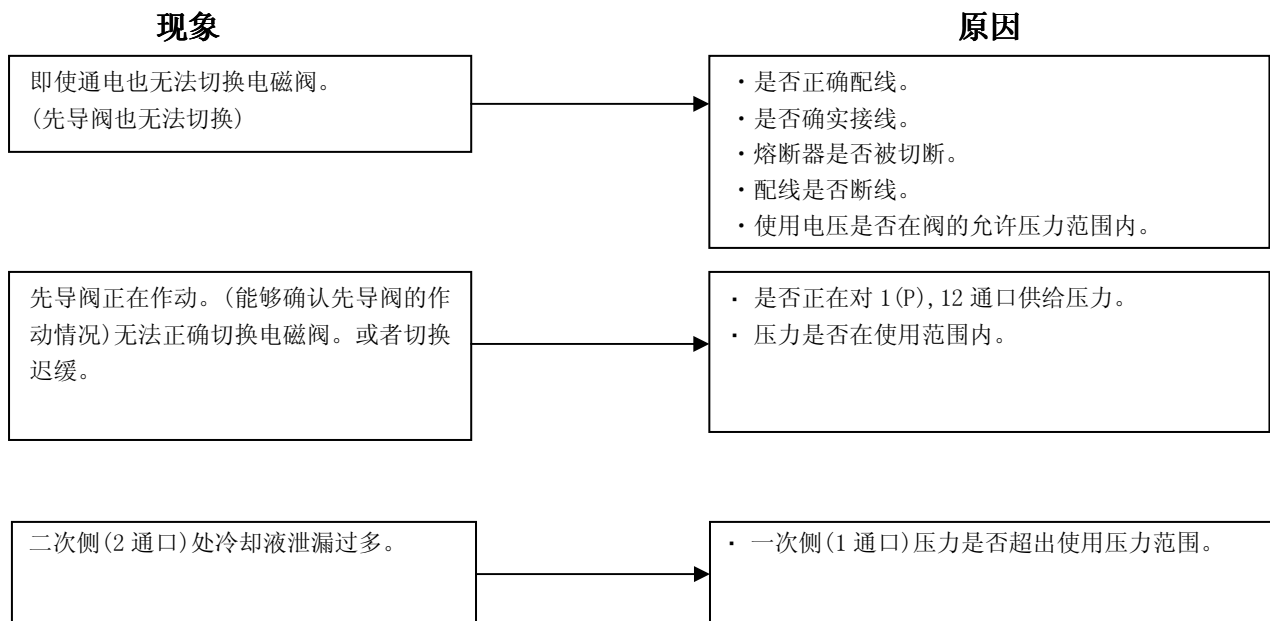 现象
原因
即使通电也无法切换电磁阀。
(先导阀也无法切换)
・是否正确配线。
・是否确实接线。
・熔断器是否被切断。
・配线是否断线。
・使用电压是否在阀的允许压力范围内。
先导阀正在作动。(能够确认先导阀的作
动情况)无法正确切换电磁阀。或者切换
迟缓。
· 是否正在对 1(P),12 通口供给压力。
· 压力是否在使用范围内。
二次侧(2 通口)处冷却液泄漏过多。
· 一次侧(1 通口)压力是否超出使用压力范围。